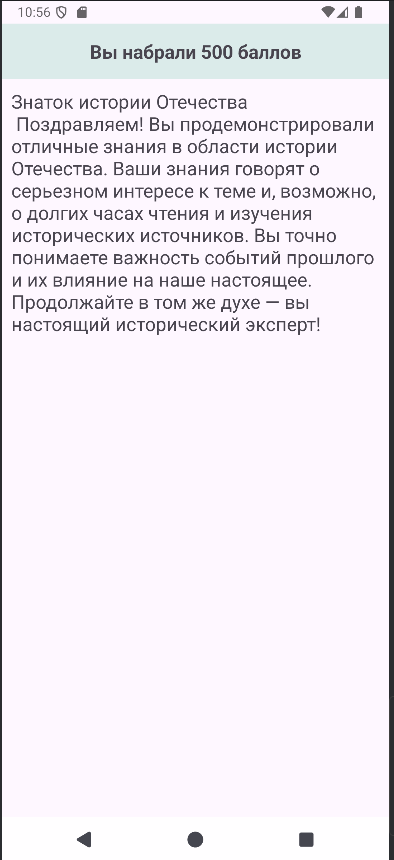 10:56
Вы набрали 500 баллов
Знаток истории Отечества
Поздравляем! Вы продемонстрировали
отличные знания в области истории
Отечества. Ваши знания говорят о
серьезном интересе к теме и, возможно,
о долгих часах чтения и изучения
исторических источников. Вы точно
понимаете важность событий прошлого
и их влияние на наше настоящее.
Продолжайте в том же духе — вы
настоящий исторический эксперт!